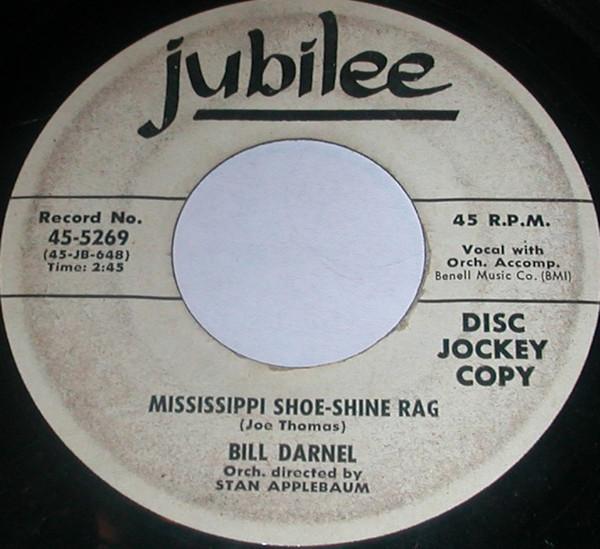 jubilee
Record No.
45-5269
(45-JB-648)
Time: 2:45
45 R.P.M.
Vocal with
Orch. Accomp.
Benell Music Co. (BMI)
DISC
JOCKEY
COPY
MISSISSIPPI SHOE-SHINE RAG
(Joe Thomas)
BILL DARNEL
Orch. directed by
STAN APPLEBAUM